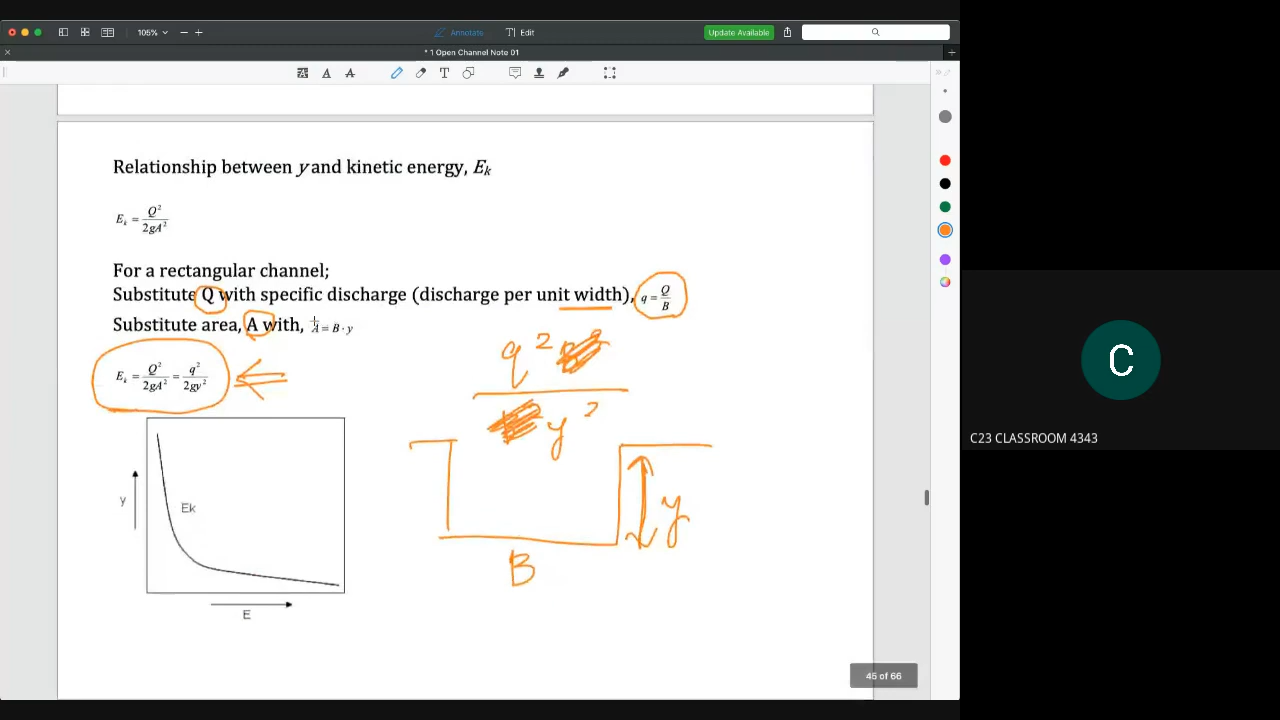 106%
Annotate
Edit
Update Available
* 1 Open Channel Note 01
Relationship between y and kinetic energy, Eₖ
Eₖ = Q² / 2gA²
For a rectangular channel;
Substitute Q with specific discharge (discharge per unit width), q = Q / B
Substitute area, A with, A = B · y
Eₖ = Q² / 2gA² = q² / 2gy²
q²
y²
y
Ek
E
y
B
C
C23 CLASSROOM 4343
46 of 66